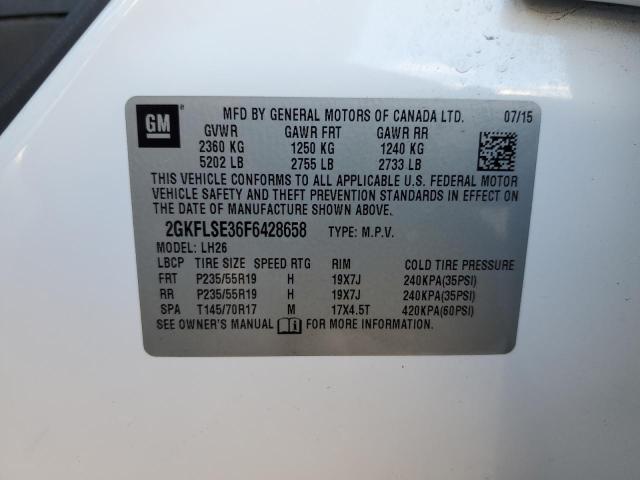 GM
MFD BY GENERAL MOTORS OF CANADA LTD. 07/15
GVWR GAWR FRT GAWR RR
2360 KG 1250 KG 1240 KG
5202 LB 2755 LB 2733 LB
THIS VEHICLE CONFORMS TO ALL APPLICABLE U.S. FEDERAL MOTOR
VEHICLE SAFETY AND THEFT PREVENTION STANDARDS IN EFFECT ON
THE DATE OF MANUFACTURE SHOWN ABOVE.
2GKFLSE36F6428658 TYPE: M.P.V.
MODEL: LH26
LBCP TIRE SIZE SPEED RTG RIM COLD TIRE PRESSURE
FRT P235/55R19 H 19X7J 240KPA(35PSI)
RR P235/55R19 H 19X7J 240KPA(35PSI)
SPA T145/70R17 M 17X4.5T 420KPA(60PSI)
SEE OWNER'S MANUAL FOR MORE INFORMATION.